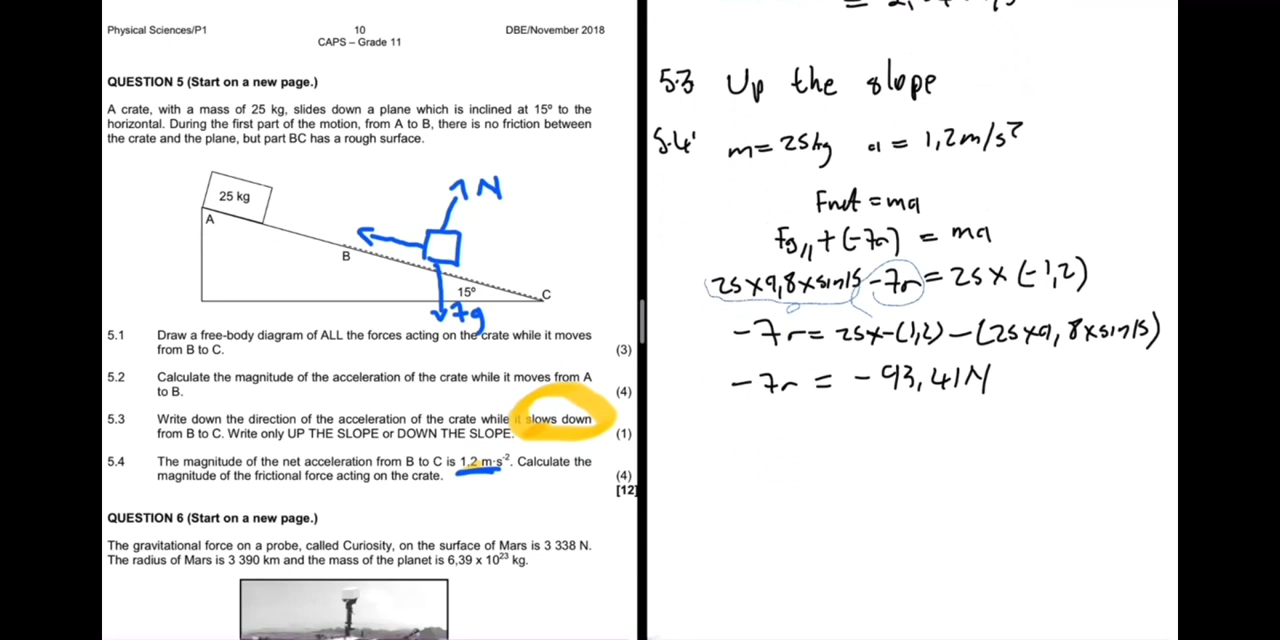 Physical Sciences/P1 10 DBE/November 2018
CAPS – Grade 11
QUESTION 5 (Start on a new page.)
A crate, with a mass of 25 kg, slides down a plane which is inclined at 15º to the
horizontal. During the first part of the motion, from A to B, there is no friction between
the crate and the plane, but part BC has a rough surface.
25 kg
A
N
B
15º
C
Fg
5.1 Draw a free-body diagram of ALL the forces acting on the crate while it moves
from B to C. (3)
5.2 Calculate the magnitude of the acceleration of the crate while it moves from A
to B. (4)
5.3 Write down the direction of the acceleration of the crate while it slows down
from B to C. Write only UP THE SLOPE or DOWN THE SLOPE. (1)
5.4 The magnitude of the net acceleration from B to C is 1,2 m·s⁻². Calculate the
magnitude of the frictional force acting on the crate. (4)
[12]
QUESTION 6 (Start on a new page.)
The gravitational force on a probe, called Curiosity, on the surface of Mars is 3 338 N.
The radius of Mars is 3 390 km and the mass of the planet is 6,39 x 10²³ kg.
5.3 Up the slope
5.4 m = 25kg a = 1,2m/s²
Fnet = ma
Fg// + (-Fr) = ma
25×9,8×sin15 - Fr = 25×(-1,2)
-Fr = 25×-(1,2) - (25×9,8×sin15)
-Fr = -93,41N